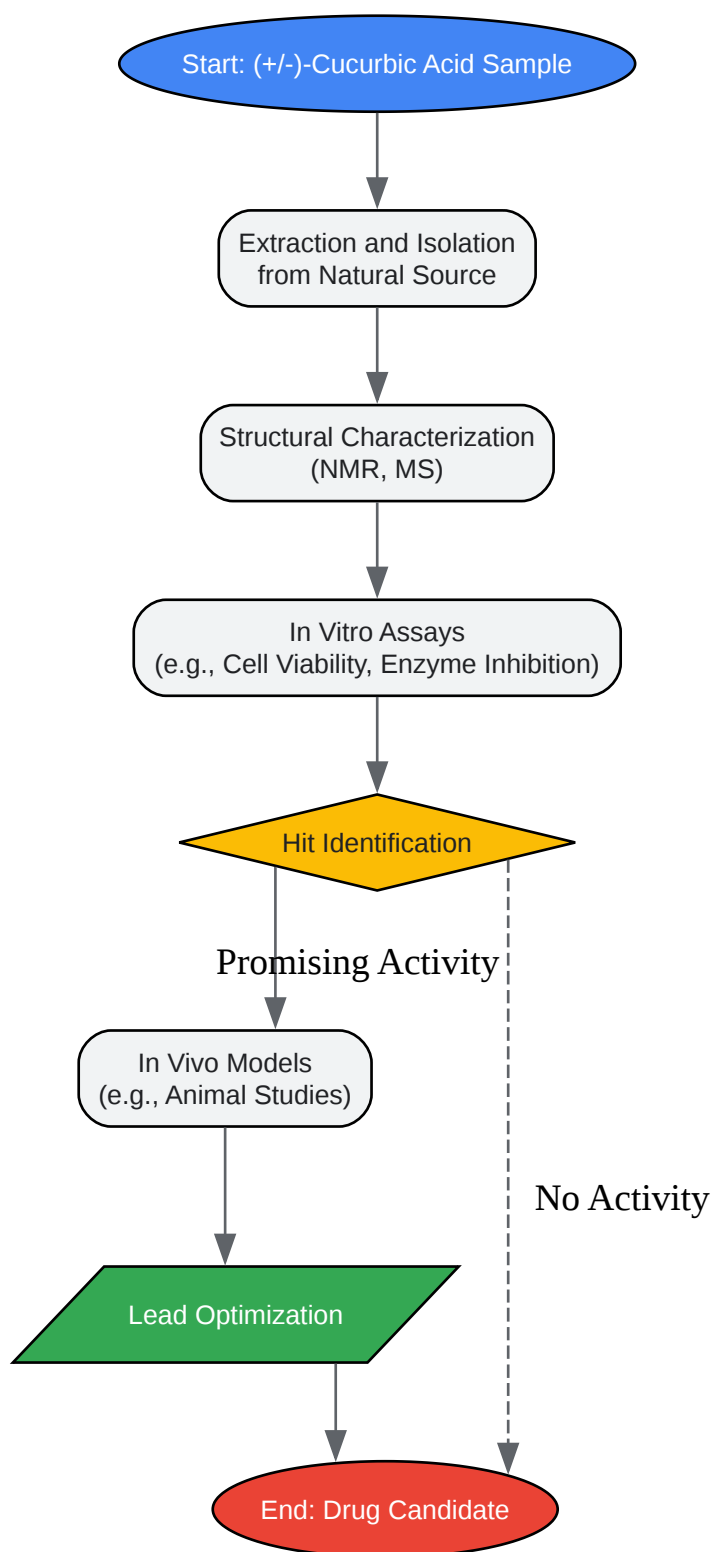 Start: (+/-)-Cucurbic Acid Sample
Extraction and Isolation
from Natural Source
Structural Characterization
(NMR, MS)
In Vitro Assays
(e.g., Cell Viability, Enzyme Inhibition)
Hit Identification
Promising Activity
In Vivo Models
(e.g., Animal Studies)
No Activity
Lead Optimization
End: Drug Candidate